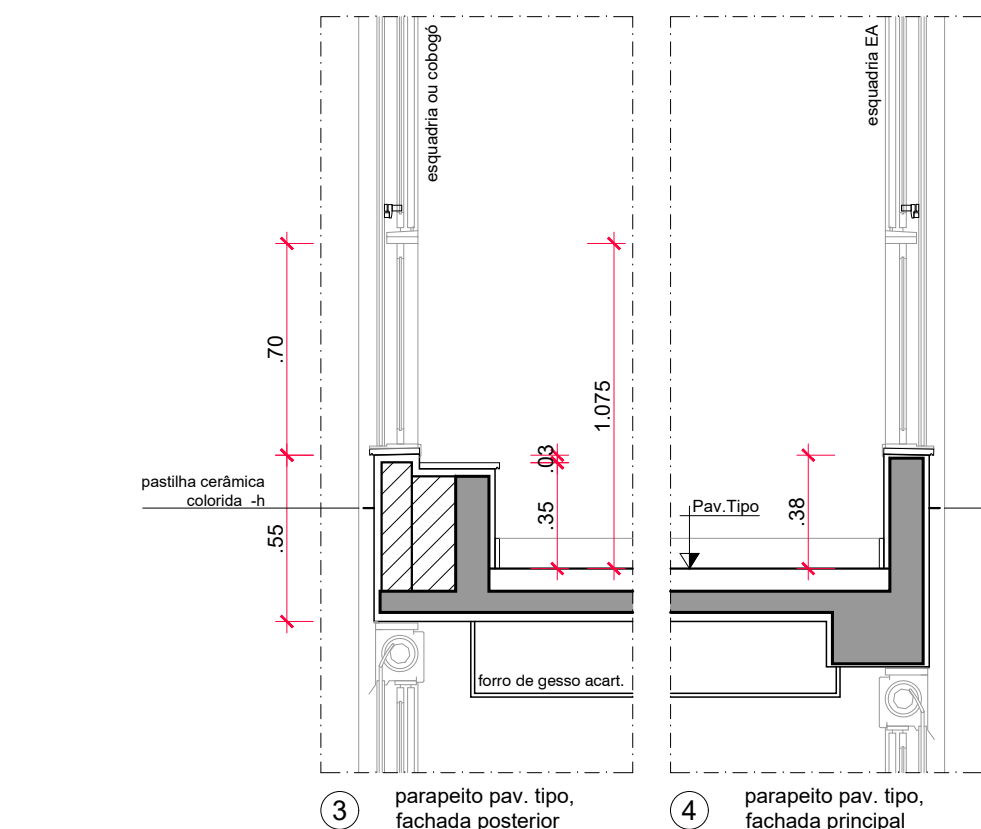 esquadria ou cobogó
esquadria EA
.70
1.075
.03
pastilha cerâmica
colorida -h
.35
Pav.Tipo
.38
.55
forro de gesso acart.
3
parapeito pav. tipo,
fachada posterior
4
parapeito pav. tipo,
fachada principal